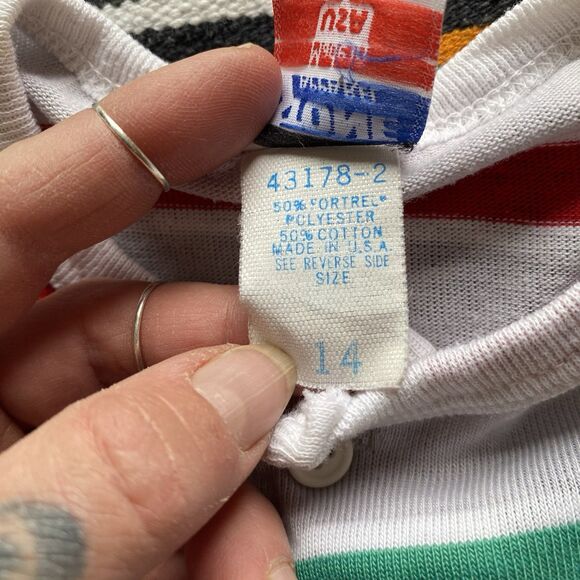 43178-2
50% "FORTREL"
POLYESTER
50% COTTON
MADE IN U.S.A
SEE REVERSE SIDE
SIZE
14